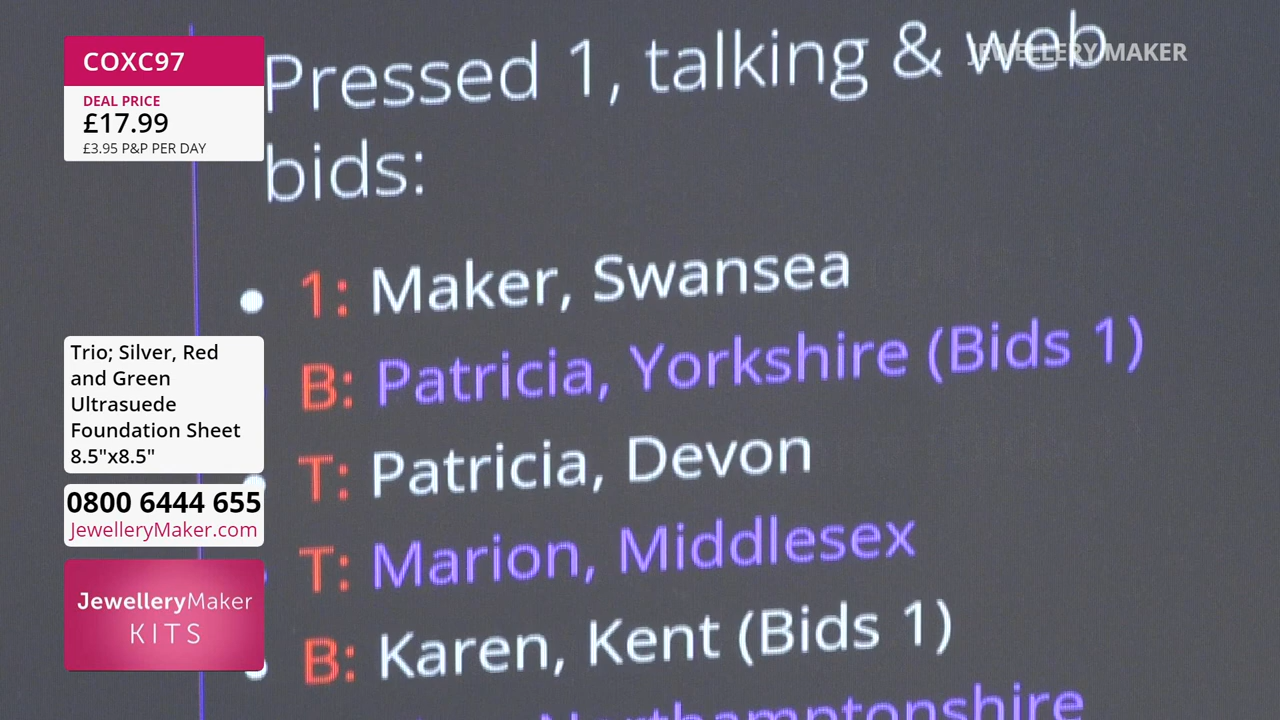 COXC97
DEAL PRICE
£17.99
£3.95 P&P PER DAY
JEWELLERY MAKER
Pressed 1, talking & web
bids:
1: Maker, Swansea
B: Patricia, Yorkshire (Bids 1)
T: Patricia, Devon
T: Marion, Middlesex
B: Karen, Kent (Bids 1)
Northamptonshire
Trio; Silver, Red
and Green
Ultrasuede
Foundation Sheet
8.5"x8.5"
0800 6444 655
JewelleryMaker.com
JewelleryMaker
KITS